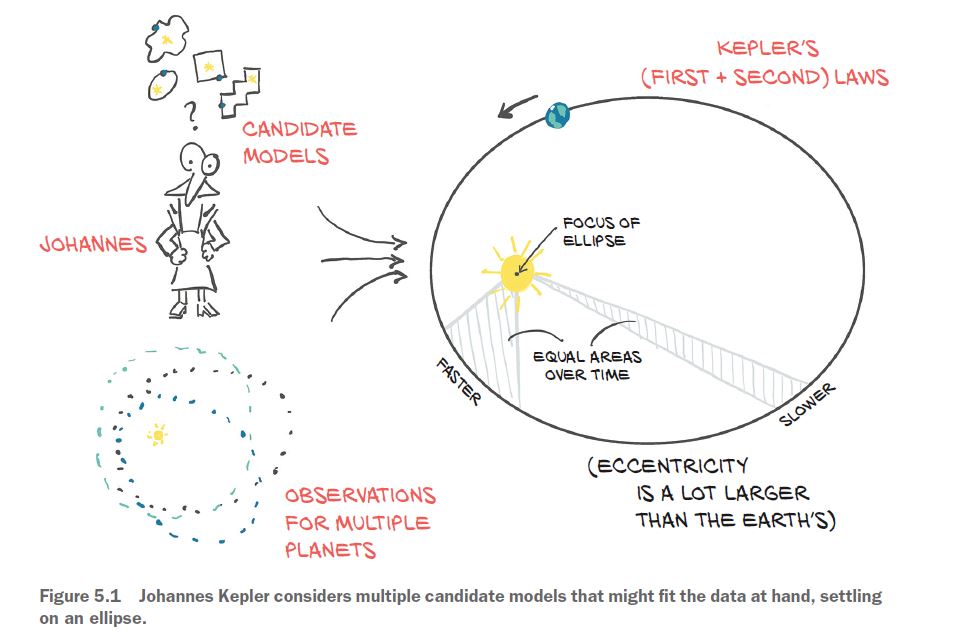 KEPLER'S
(FIRST + SECOND) LAWS
?
CANDIDATE
MODELS
JOHANNES
FOCUS OF
ELLIPSE
EQUAL AREAS
OVER TIME
FASTER
SLOWER
(ECCENTRICITY
IS A LOT LARGER
THAN THE EARTH'S)
OBSERVATIONS
FOR MULTIPLE
PLANETS
Figure 5.1 Johannes Kepler considers multiple candidate models that might fit the data at hand, settling
on an ellipse.